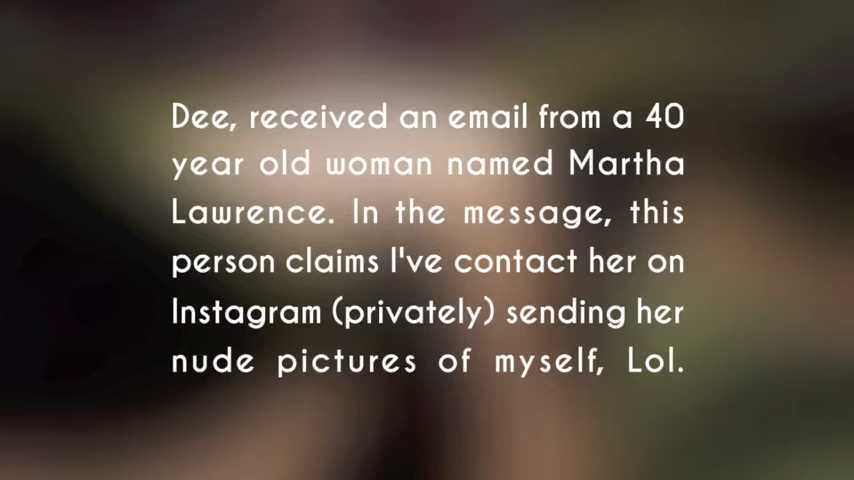 Dee, received an email from a 40
year old woman named Martha
Lawrence. In the message, this
person claims I've contact her on
Instagram (privately) sending her
nude pictures of myself, Lol.